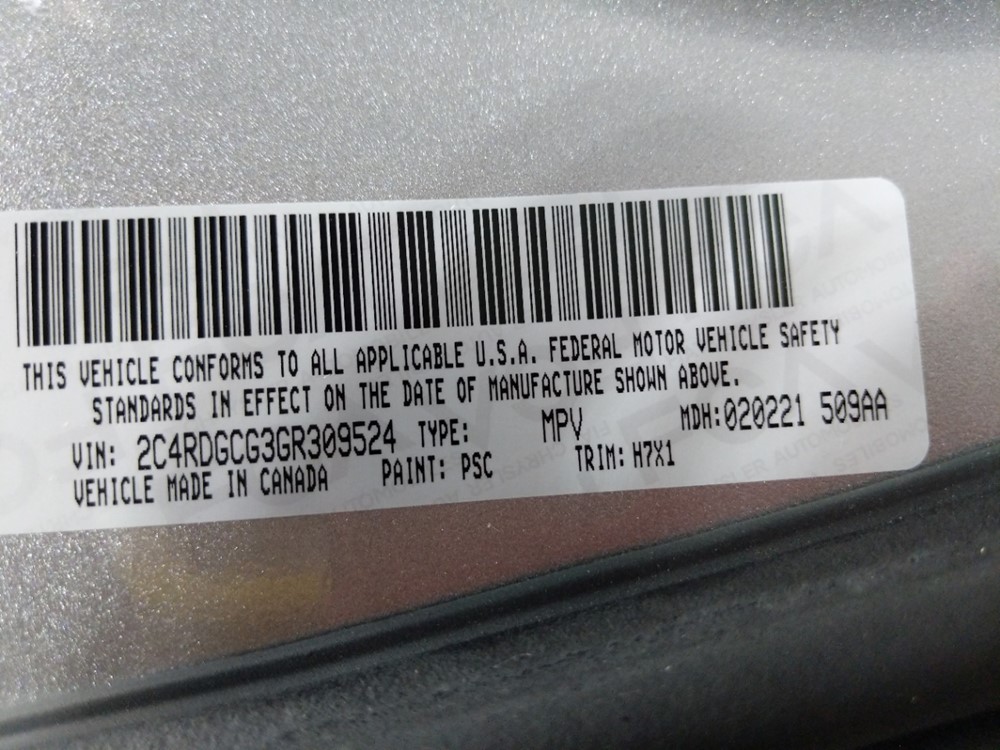 THIS VEHICLE CONFORMS TO ALL APPLICABLE U.S.A. FEDERAL MOTOR VEHICLE SAFETY
STANDARDS IN EFFECT ON THE DATE OF MANUFACTURE SHOWN ABOVE.
VIN: 2C4RDGCG3GR309524 TYPE: MPV MDH:020221 509AA
VEHICLE MADE IN CANADA PAINT: PSC TRIM: H7X1